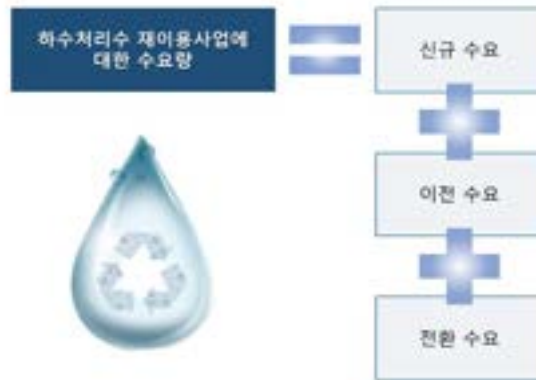 하수처리수 재이용사업에
대한 수요량
신규 수요
이전 수요
전환 수요